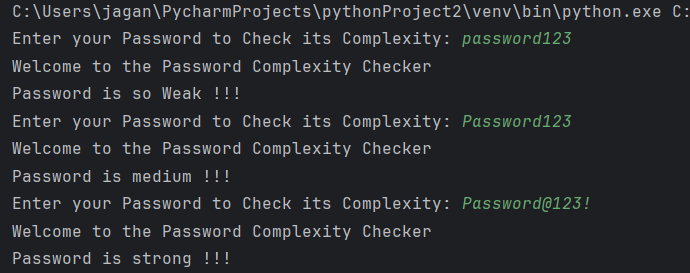 C:\Users\jagan\PycharmProjects\pythonProject2\venv\bin\python.exe C:
Enter your Password to Check its Complexity: password123
Welcome to the Password Complexity Checker
Password is so Weak !!!
Enter your Password to Check its Complexity: Password123
Welcome to the Password Complexity Checker
Password is medium !!!
Enter your Password to Check its Complexity: Password@123!
Welcome to the Password Complexity Checker
Password is strong !!!